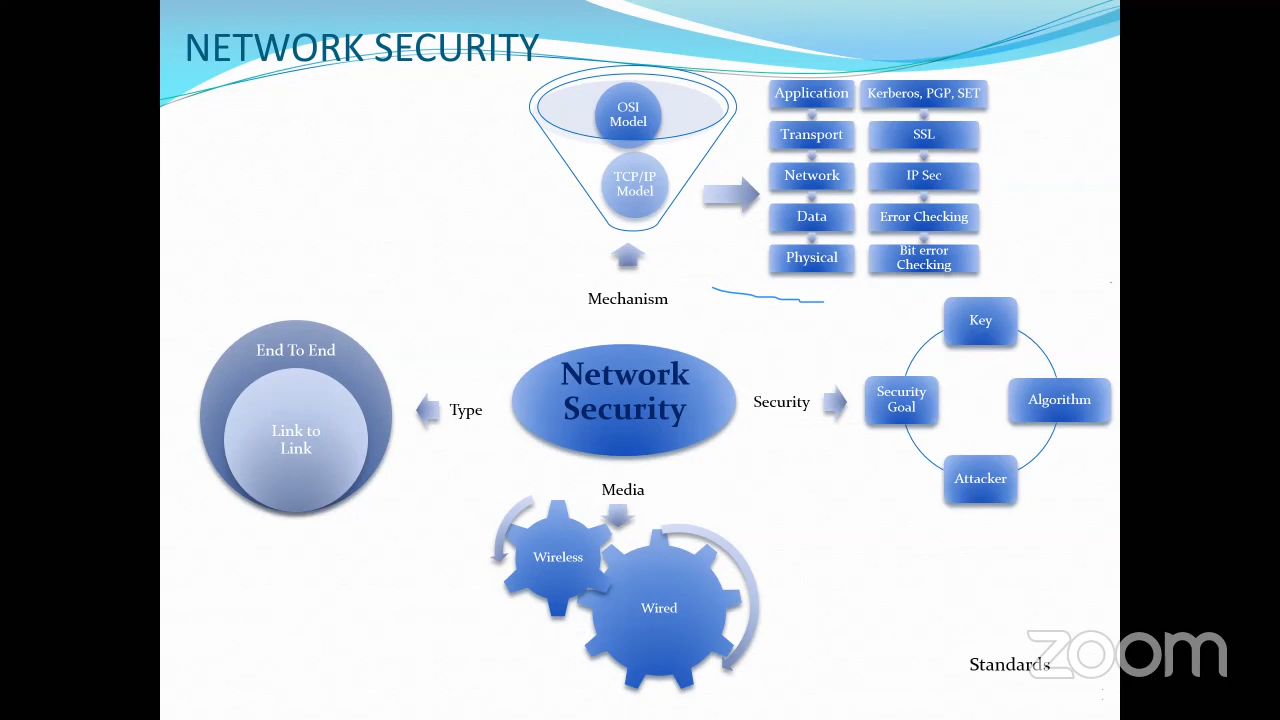 NETWORK SECURITY
OSI
Model
TCP/IP
Model
Application
Kerberos, PGP, SET
Transport
SSL
Network
IP Sec
Data
Error Checking
Physical
Bit error
Checking
Mechanism
End To End
Link to
Link
Type
Network
Security
Security
Key
Security
Goal
Algorithm
Attacker
Media
Wireless
Wired
Standards
zoom